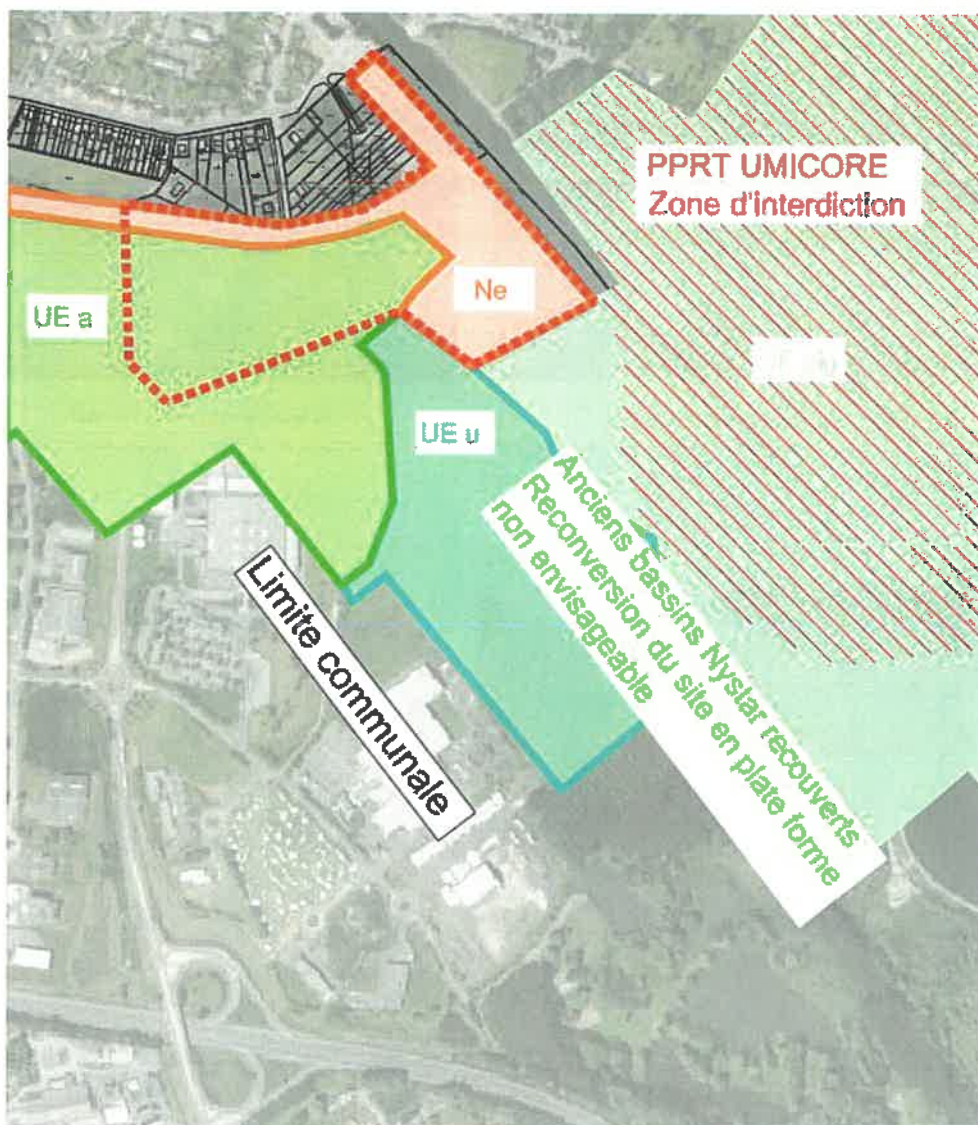 PPRT UMICORE
Zone d'interdiction
Ne
UE a
UE u
Anciens bassins Nystar recouverts
Reconversion du site en plate forme
non envisageable
Limite communale